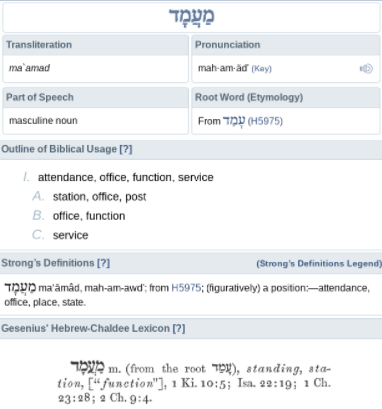 מַעֲמָד
Transliteration
Pronunciation
ma`amad
mah·am·äd' (Key)
Part of Speech
Root Word (Etymology)
masculine noun
From עָמַד (H5975)
Outline of Biblical Usage [?]
I. attendance, office, function, service
A. station, office, post
B. office, function
C. service
Strong's Definitions [?] (Strong's Definitions Legend)
מַעֲמָד maʻămâd, mah-am-awd'; from H5975; (figuratively) a position:—attendance,
office, place, state.
Gesenius' Hebrew-Chaldee Lexicon [?]
מַעֲמָד m. (from the root עָמַד), standing, sta-
tion, ["function"], 1 Ki. 10:5; Isa. 22:19; 1 Ch.
23:28; 2 Ch. 9:4.